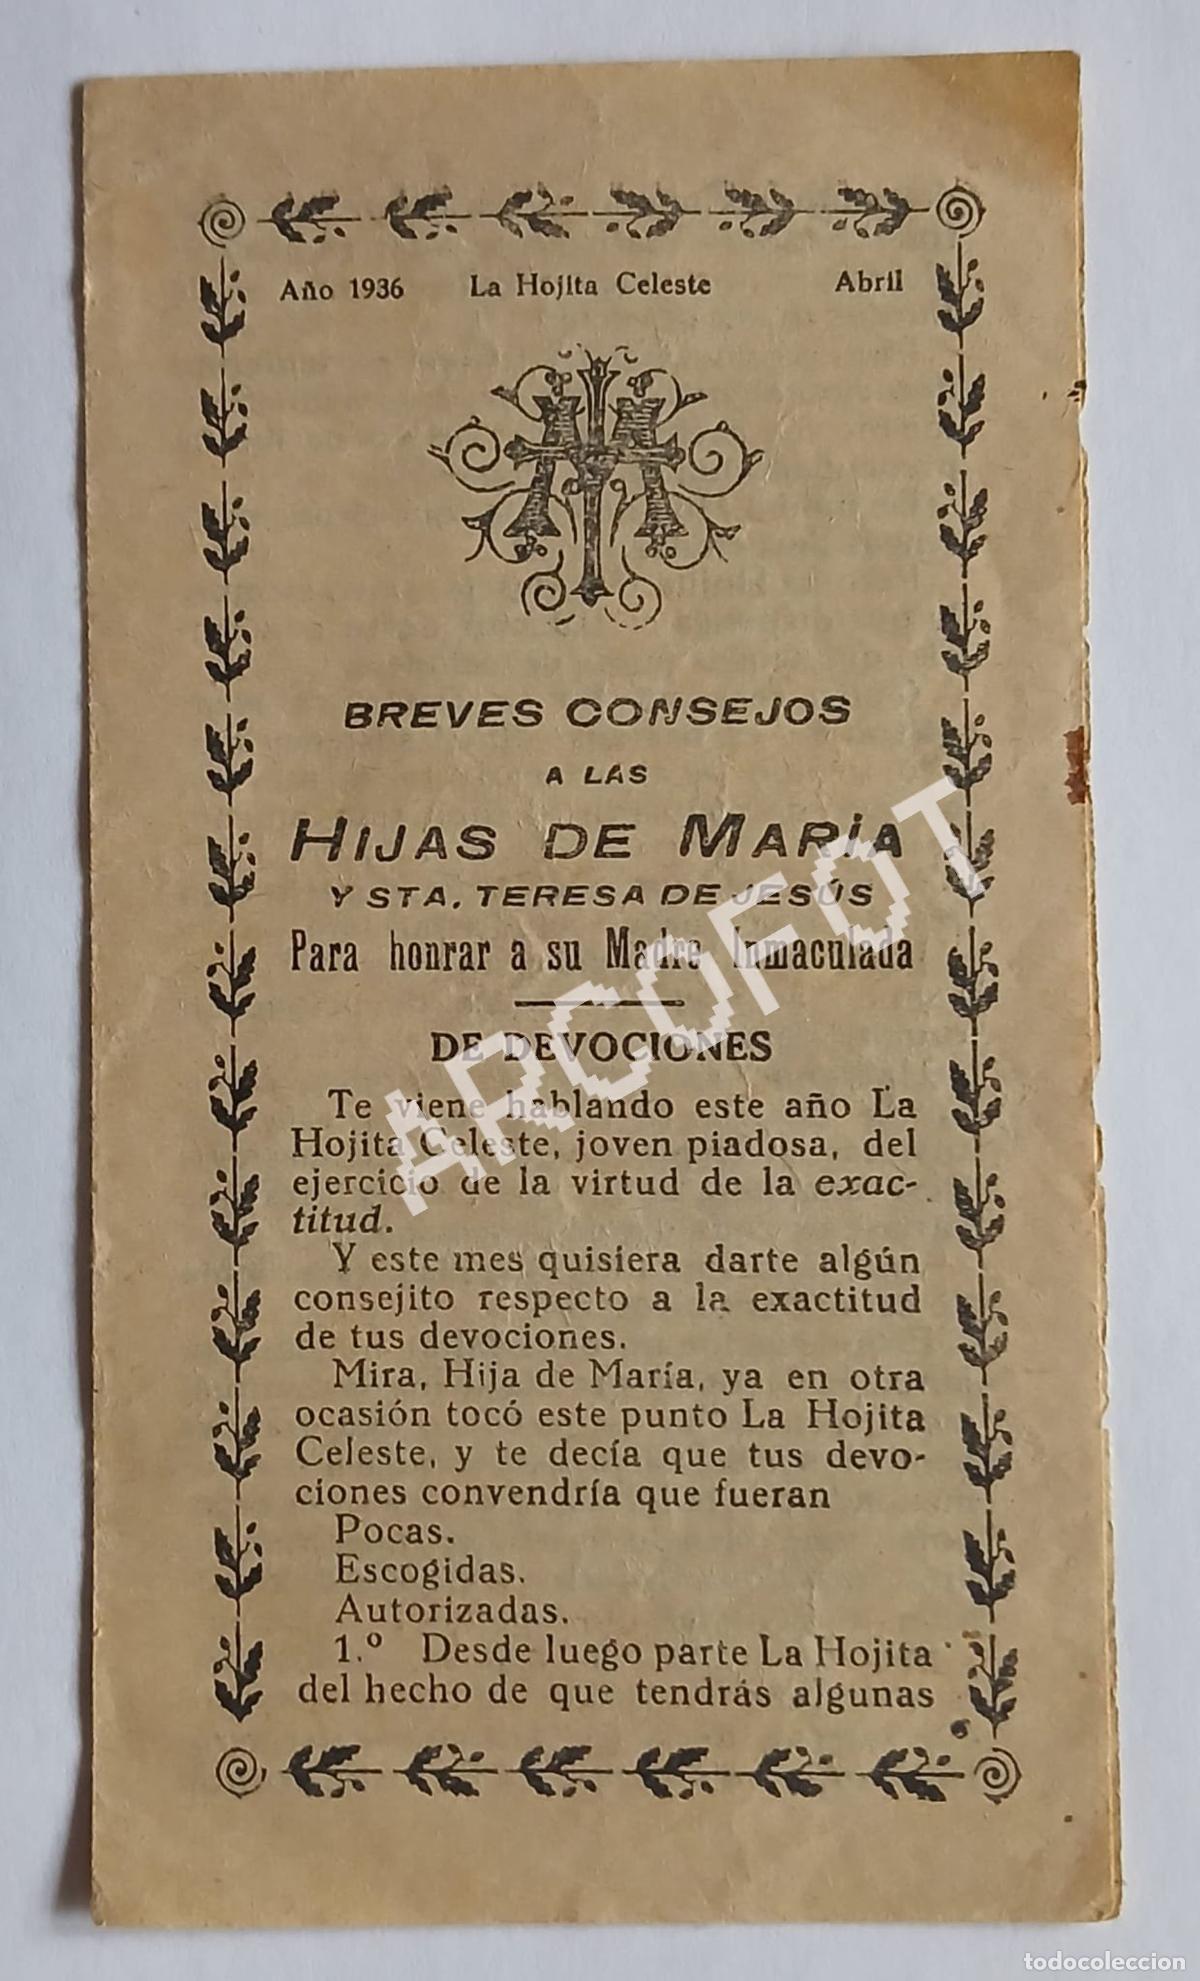 Año 1936 La Hojita Celeste Abril
BREVES CONSEJOS
A LAS
HIJAS DE MARÍA
Y STA. TERESA DE JESÚS
Para honrar a su Madre Inmaculada
DE DEVOCIONES
Te viene hablando este año La
Hojita Celeste, joven piadosa, del
ejercicio de la virtud de la exac-
titud.
Y este mes quisiera darte algún
consejito respecto a la exactitud
de tus devociones.
Mira, Hija de María, ya en otra
ocasión tocó este punto La Hojita
Celeste, y te decía que tus devo-
ciones convendría que fueran
Pocas.
Escogidas.
Autorizadas.
1.º Desde luego parte La Hojita
del hecho de que tendrás algunas
ARCOFOT
todocoleccion